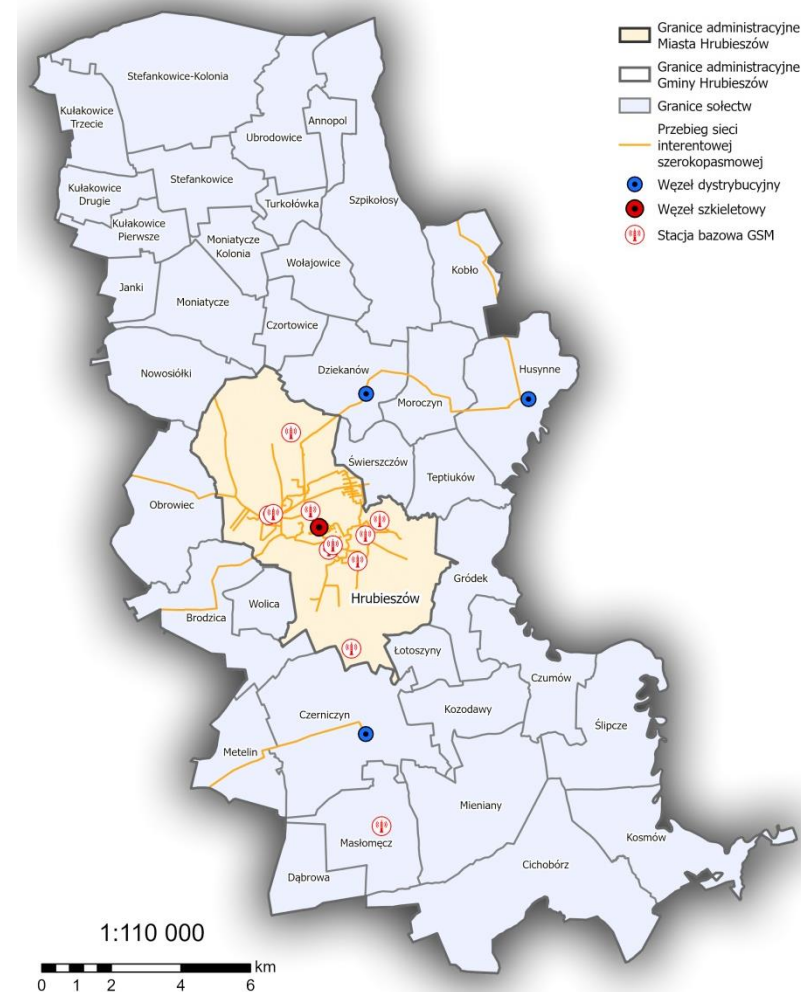 Granice administracyjne
Miasta Hrubieszów
Granice administracyjne
Gminy Hrubieszów
Granice sołectw
Przebieg sieci
interentowej
szerokopasmowej
Węzeł dystrybucyjny
Węzeł szkieletowy
Stacja bazowa GSM
Stefankowice-Kolonia
Kułakowice
Trzecie
Ubrodowice
Annopol
Stefankowice
Kułakowice
Drugie
Turkołówka
Szpikołosy
Kułakowice
Pierwsze
Moniatycze
Kolonia
Wołajowice
Kobło
Janki
Moniatycze
Czortowice
Nowosiółki
Dziekanów
Husynne
Moroczyn
Świerszczów
Teptiuków
Obrowiec
Gródek
Hrubieszów
Wolica
Brodzica
Łotoszyny
Czumów
Czerniczyn
Kozodawy
Ślipcze
Metelin
Mieniany
Masłomęcz
Kosmów
Cichobórz
Dąbrowa
1:110 000
km
0 1 2 4 6